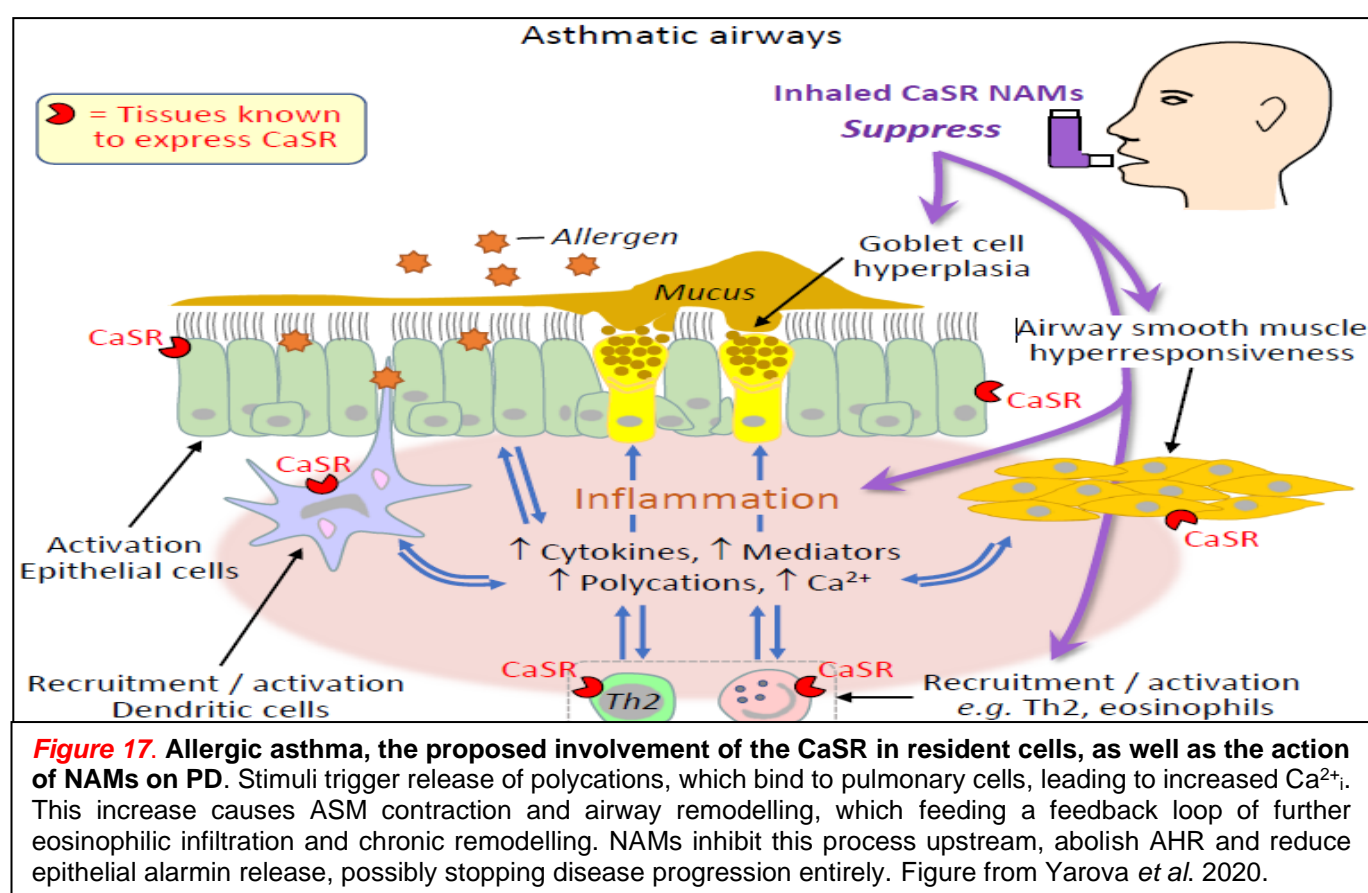 Asthmatic airways
= Tissues known
to express CaSR
Inhaled CaSR NAMs
Suppress
Allergen
Goblet cell
hyperplasia
Mucus
CaSR
Airway smooth muscle
hyperresponsiveness
CaSR
CaSR
Inflammation
CaSR
Activation
Epithelial cells
↑ Cytokines, ↑ Mediators
↑ Polycations, ↑ Ca²⁺
Recruitment / activation
Dendritic cells
CaSR
Th2
CaSR
Recruitment / activation
e.g. Th2, eosinophils
Figure 17. Allergic asthma, the proposed involvement of the CaSR in resident cells, as well as the action
of NAMs on PD. Stimuli trigger release of polycations, which bind to pulmonary cells, leading to increased Ca²⁺ᵢ.
This increase causes ASM contraction and airway remodelling, which feeding a feedback loop of further
eosinophilic infiltration and chronic remodelling. NAMs inhibit this process upstream, abolish AHR and reduce
epithelial alarmin release, possibly stopping disease progression entirely. Figure from Yarova et al. 2020.